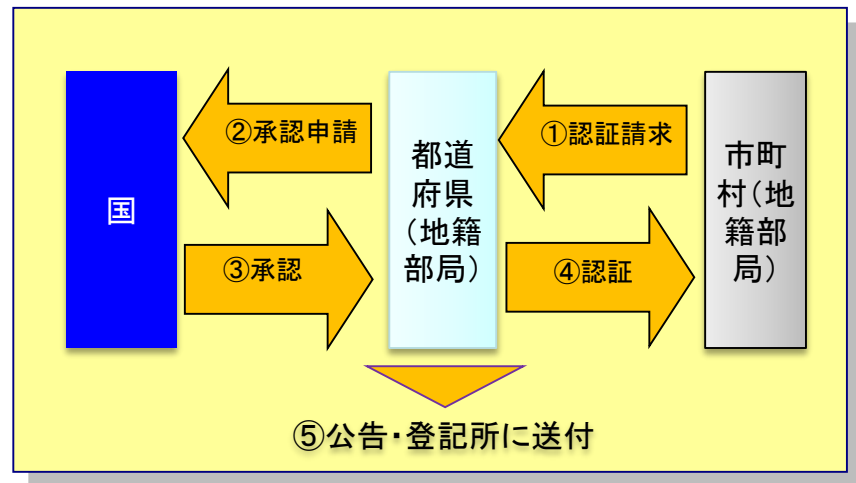 国
②承認申請
③承認
都道
府県
（地籍
部局）
①認証請求
④認証
市町
村（地
籍部
局）
⑤公告・登記所に送付